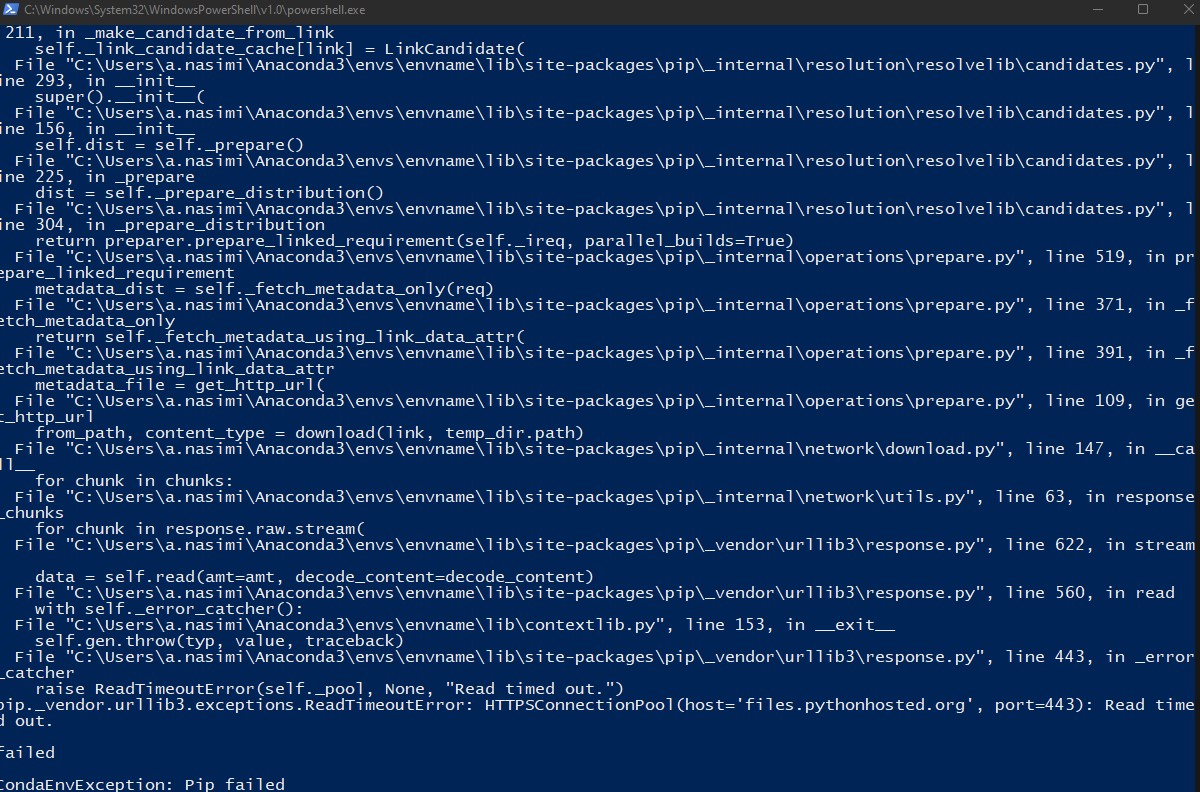 C:\Windows\System32\WindowsPowerShell\v1.0\powershell.exe
211, in _make_candidate_from_link
self._link_candidate_cache[link] = LinkCandidate(
File "C:\Users\a.nasimi\Anaconda3\envs\envname\lib\site-packages\pip\_internal\resolution\resolvelib\candidates.py", l
ine 293, in __init__
super().__init__(
File "C:\Users\a.nasimi\Anaconda3\envs\envname\lib\site-packages\pip\_internal\resolution\resolvelib\candidates.py", l
ine 156, in __init__
self.dist = self._prepare()
File "C:\Users\a.nasimi\Anaconda3\envs\envname\lib\site-packages\pip\_internal\resolution\resolvelib\candidates.py", l
ine 225, in _prepare
dist = self._prepare_distribution()
File "C:\Users\a.nasimi\Anaconda3\envs\envname\lib\site-packages\pip\_internal\resolution\resolvelib\candidates.py", l
ine 304, in _prepare_distribution
return preparer.prepare_linked_requirement(self._ireq, parallel_builds=True)
File "C:\Users\a.nasimi\Anaconda3\envs\envname\lib\site-packages\pip\_internal\operations\prepare.py", line 519, in pr
epare_linked_requirement
metadata_dist = self._fetch_metadata_only(req)
File "C:\Users\a.nasimi\Anaconda3\envs\envname\lib\site-packages\pip\_internal\operations\prepare.py", line 371, in _f
etch_metadata_only
return self._fetch_metadata_using_link_data_attr(
File "C:\Users\a.nasimi\Anaconda3\envs\envname\lib\site-packages\pip\_internal\operations\prepare.py", line 391, in _f
etch_metadata_using_link_data_attr
metadata_file = get_http_url(
File "C:\Users\a.nasimi\Anaconda3\envs\envname\lib\site-packages\pip\_internal\operations\prepare.py", line 109, in ge
t_http_url
from_path, content_type = download(link, temp_dir.path)
File "C:\Users\a.nasimi\Anaconda3\envs\envname\lib\site-packages\pip\_internal\network\download.py", line 147, in __ca
ll__
for chunk in chunks:
File "C:\Users\a.nasimi\Anaconda3\envs\envname\lib\site-packages\pip\_internal\network\utils.py", line 63, in response
_chunks
for chunk in response.raw.stream(
File "C:\Users\a.nasimi\Anaconda3\envs\envname\lib\site-packages\pip\_vendor\urllib3\response.py", line 622, in stream
data = self.read(amt=amt, decode_content=decode_content)
File "C:\Users\a.nasimi\Anaconda3\envs\envname\lib\site-packages\pip\_vendor\urllib3\response.py", line 560, in read
with self._error_catcher():
File "C:\Users\a.nasimi\Anaconda3\envs\envname\lib\contextlib.py", line 153, in __exit__
self.gen.throw(typ, value, traceback)
File "C:\Users\a.nasimi\Anaconda3\envs\envname\lib\site-packages\pip\_vendor\urllib3\response.py", line 443, in _error
_catcher
raise ReadTimeoutError(self._pool, None, "Read timed out.")
pip._vendor.urllib3.exceptions.ReadTimeoutError: HTTPSConnectionPool(host='files.pythonhosted.org', port=443): Read time
d out.
failed
CondaEnvException: Pip failed